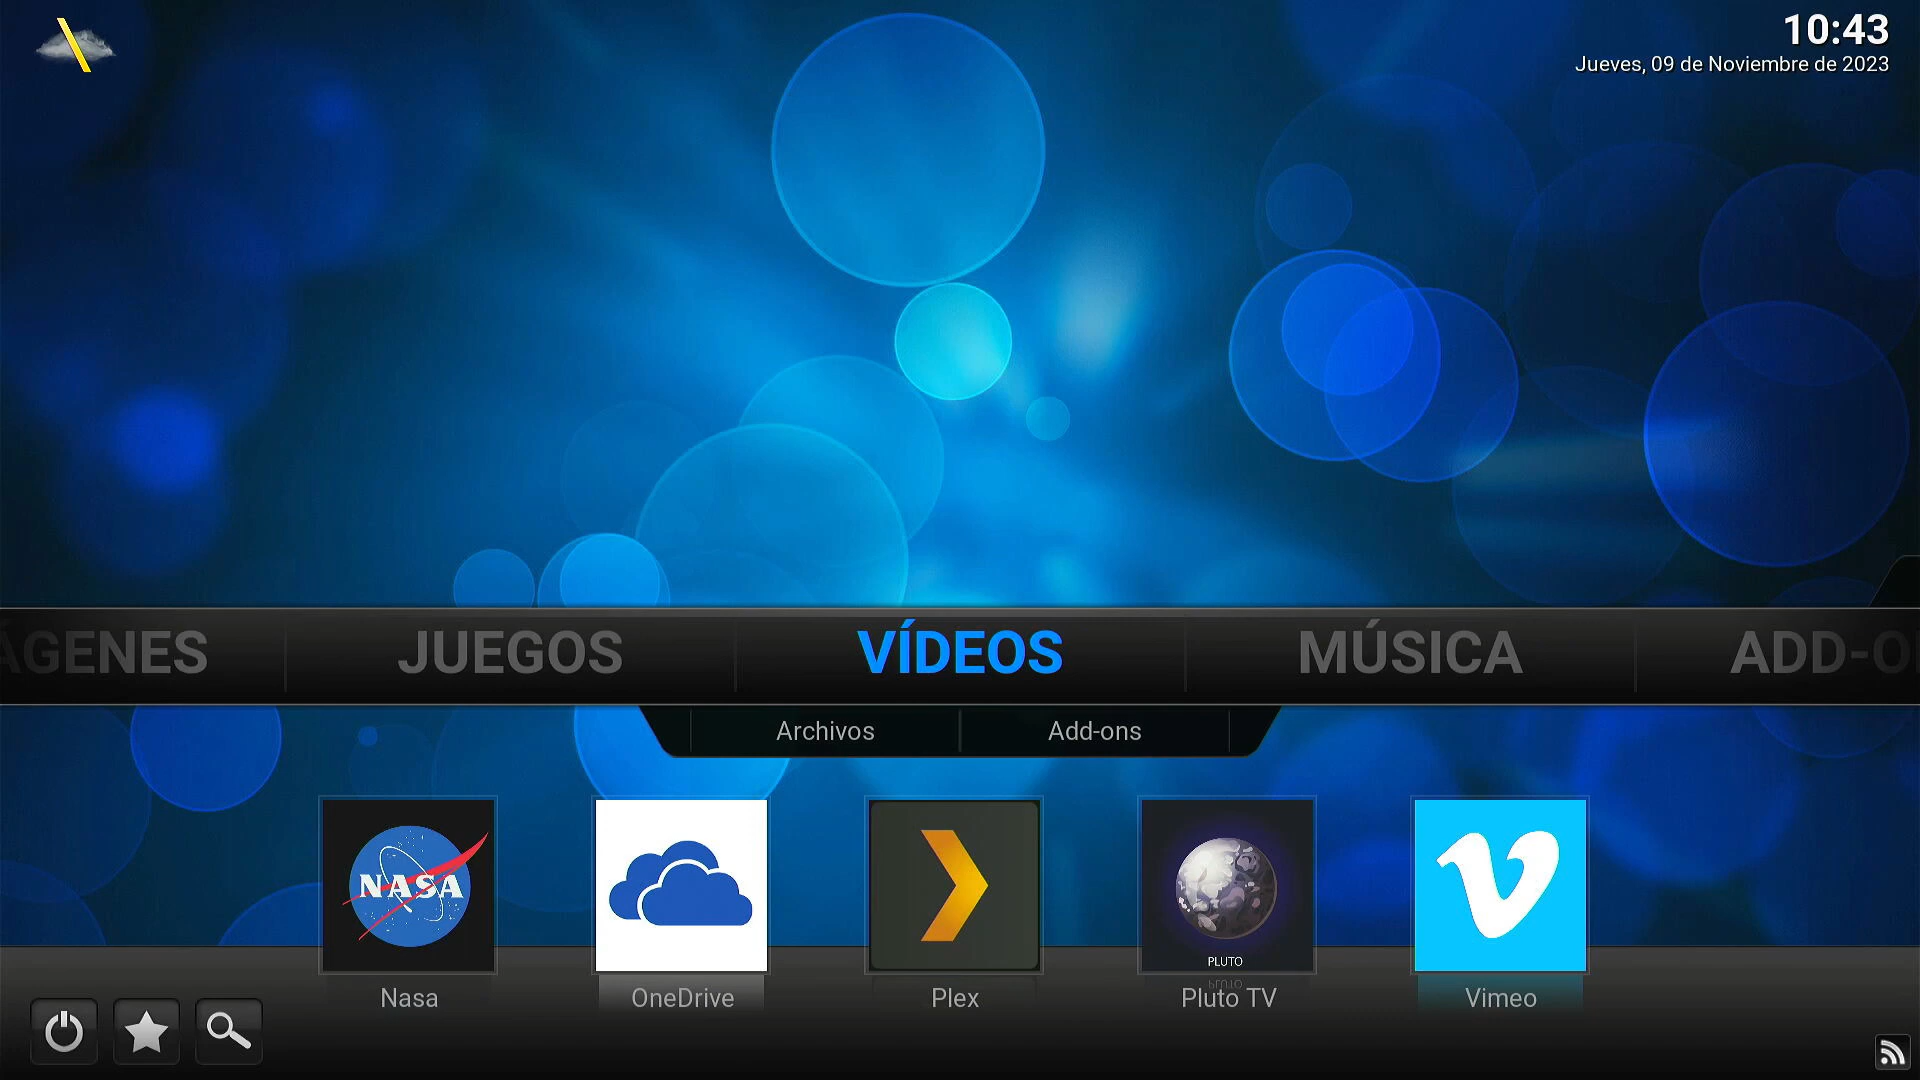 10:43
Jueves, 09 de Noviembre de 2023
ÁGENES
JUEGOS
VÍDEOS
MÚSICA
ADD-O
Archivos
Add-ons
NASA
PLUTO
Nasa
OneDrive
Plex
Pluto TV
Vimeo